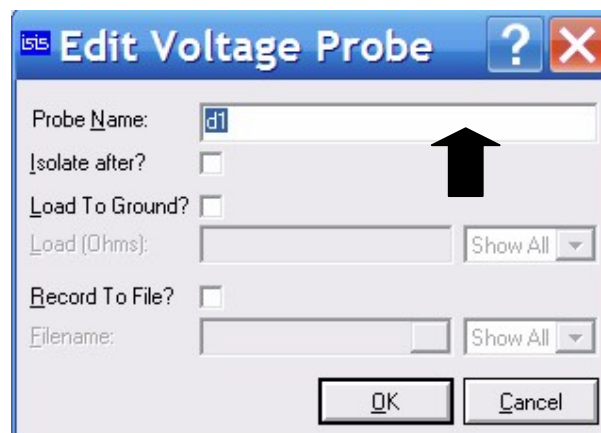 isis Edit Voltage Probe
Probe Name: d1
Isolate after?
Load To Ground?
Load (Ohms): Show All
Record To File?
Filename: Show All
OK Cancel